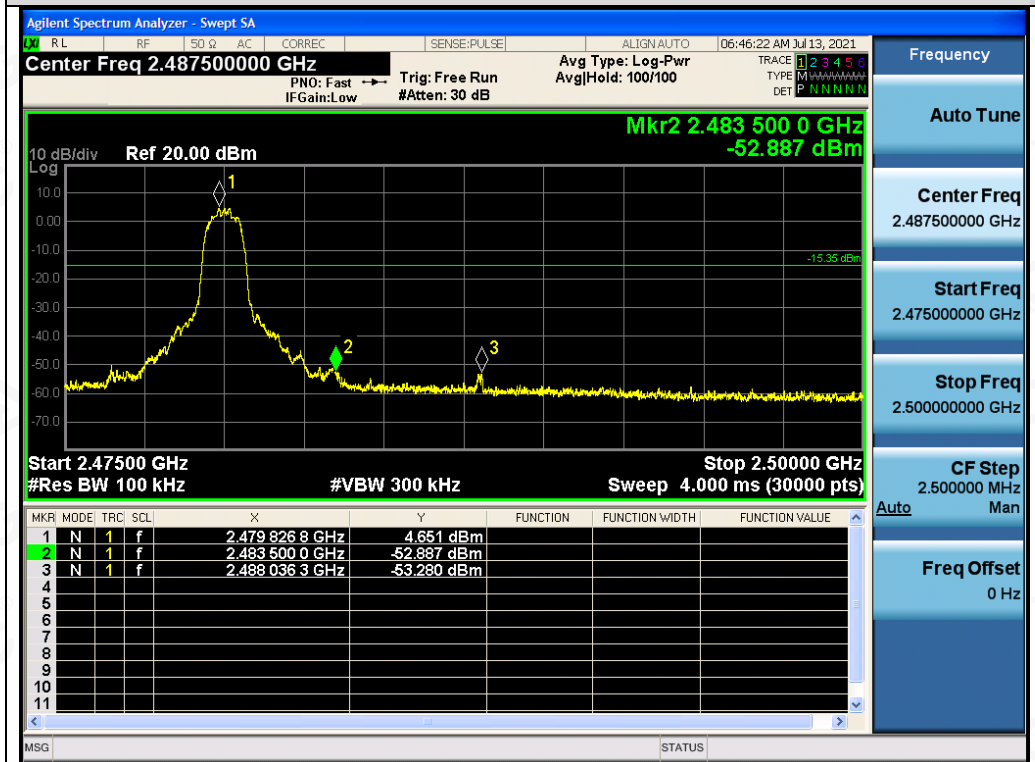 Agilent Spectrum Analyzer - Swept SA
LXI RL RF 50 Ω AC CORREC SENSE:PULSE ALIGN AUTO 06:46:22 AM Jul 13, 2021
Center Freq 2.487500000 GHz
PNO: Fast
IFGain:Low
Trig: Free Run
#Atten: 30 dB
Avg Type: Log-Pwr
Avg|Hold: 100/100
TRACE 1 2 3 4 5 6
TYPE M WWWWW
DET P N N N N N
Mkr2 2.483 500 0 GHz
-52.887 dBm
10 dB/div Ref 20.00 dBm
Log
10.0
0.00
-10.0
-20.0
-30.0
-40.0
-50.0
-60.0
-70.0
1
2
3
-15.35 dBm
Start 2.47500 GHz Stop 2.50000 GHz
#Res BW 100 kHz #VBW 300 kHz Sweep 4.000 ms (30000 pts)
MKR MODE TRC SCL X Y FUNCTION FUNCTION WIDTH FUNCTION VALUE
1 N 1 f 2.479 826 8 GHz 4.651 dBm
2 N 1 f 2.483 500 0 GHz -52.887 dBm
3 N 1 f 2.488 036 3 GHz -53.280 dBm
4
5
6
7
8
9
10
11
MSG STATUS
Frequency
Auto Tune
Center Freq
2.487500000 GHz
Start Freq
2.475000000 GHz
Stop Freq
2.500000000 GHz
CF Step
2.500000 MHz
Auto Man
Freq Offset
0 Hz